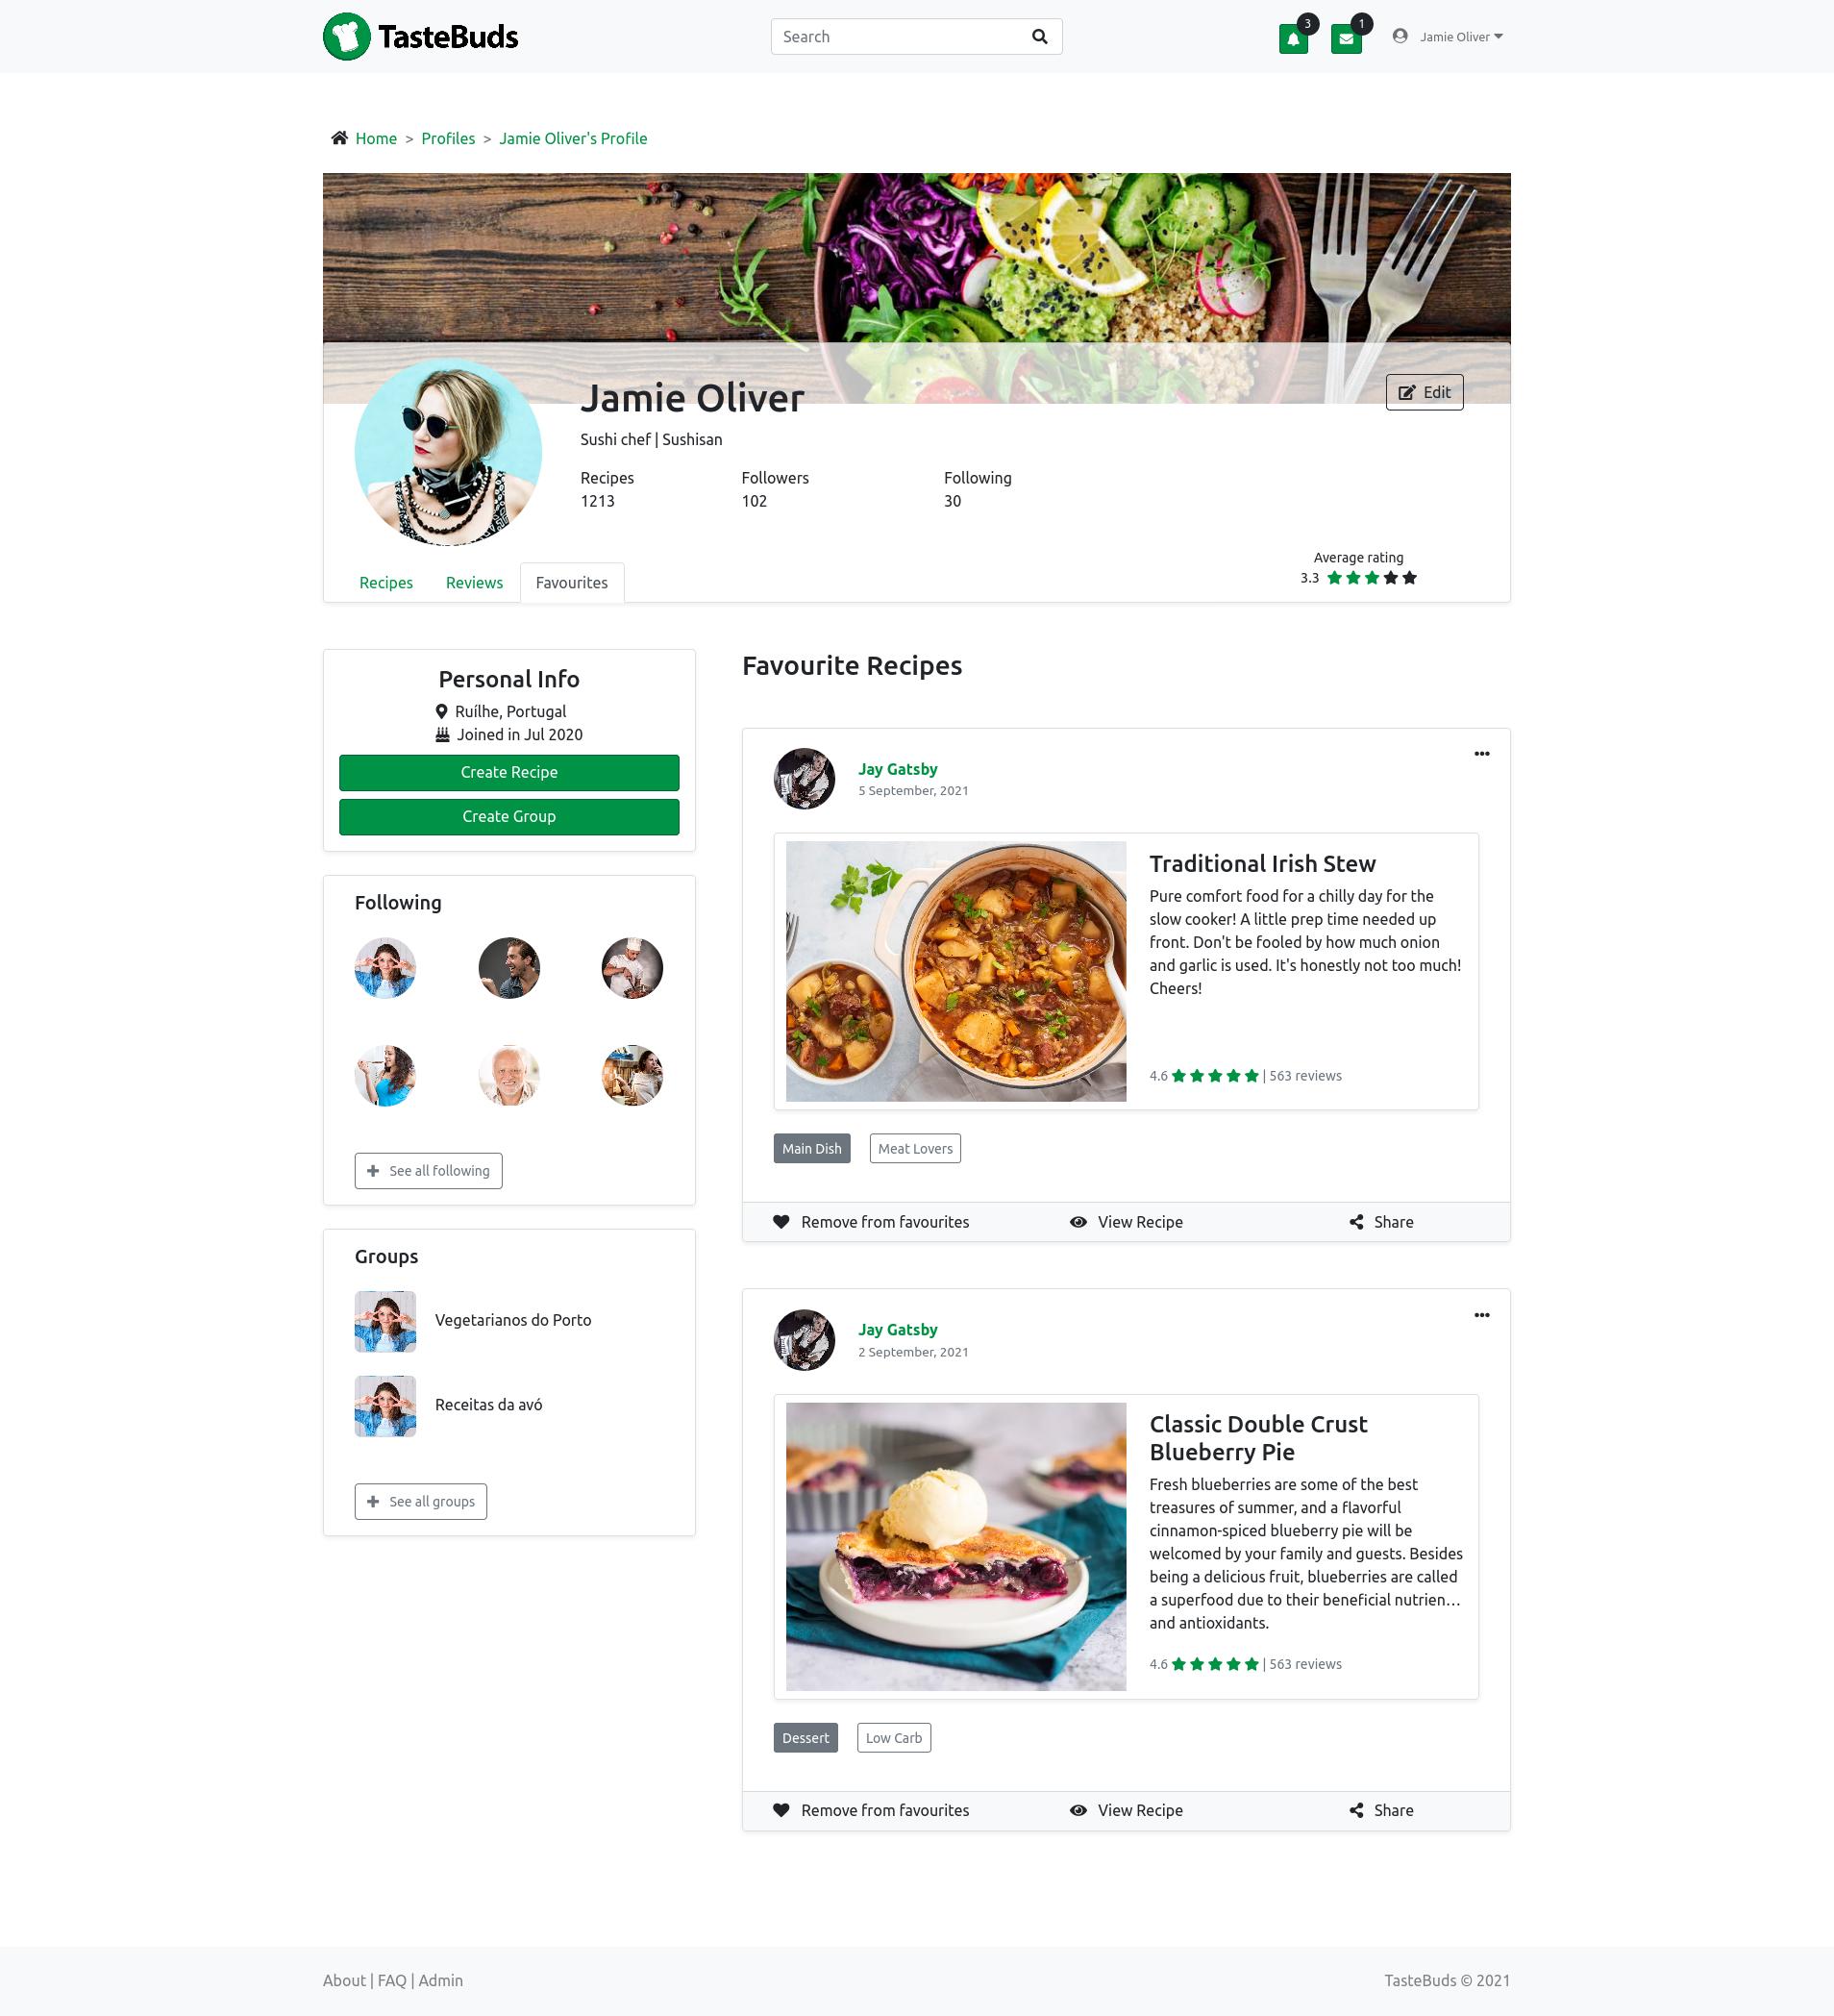 TasteBuds
Search
3
1
Jamie Oliver
Home > Profiles > Jamie Oliver's Profile
Jamie Oliver
Edit
Sushi chef | Sushisan
Recipes Followers Following
1213 102 30
Average rating
3.3
Recipes Reviews Favourites
Personal Info
Ruílhe, Portugal
Joined in Jul 2020
Create Recipe
Create Group
Following
See all following
Groups
Vegetarianos do Porto
Receitas da avó
See all groups
Favourite Recipes
Jay Gatsby
5 September, 2021
Traditional Irish Stew
Pure comfort food for a chilly day for the
slow cooker! A little prep time needed up
front. Don't be fooled by how much onion
and garlic is used. It's honestly not too much!
Cheers!
4.6 | 563 reviews
Main Dish Meat Lovers
Remove from favourites View Recipe Share
Jay Gatsby
2 September, 2021
Classic Double Crust
Blueberry Pie
Fresh blueberries are some of the best
treasures of summer, and a flavorful
cinnamon-spiced blueberry pie will be
welcomed by your family and guests. Besides
being a delicious fruit, blueberries are called
a superfood due to their beneficial nutrien…
and antioxidants.
4.6 | 563 reviews
Dessert Low Carb
Remove from favourites View Recipe Share
About | FAQ | Admin
TasteBuds © 2021